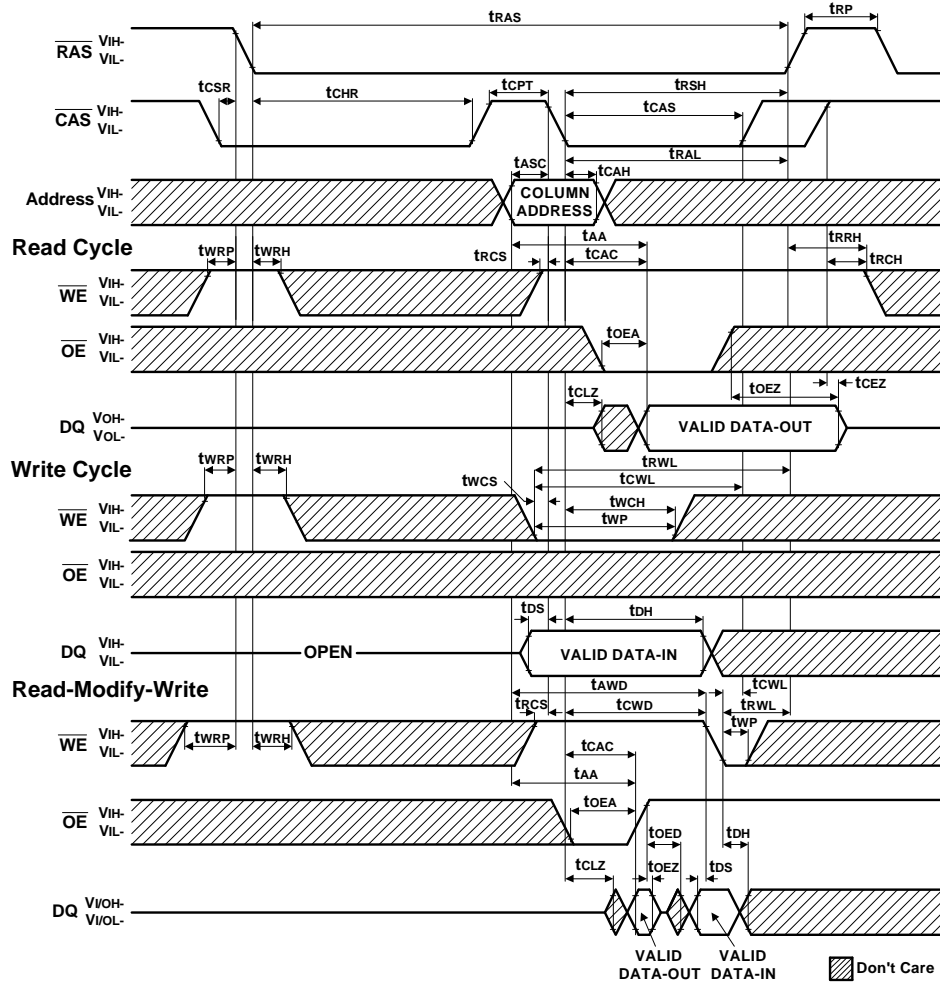 tRAS
tRP
RAS VIH-
VIL-
tCSR
tCHR
tCPT
tRSH
CAS VIH-
VIL-
tCAS
tASC
tRAL
tCAH
Address VIH-
VIL-
COLUMN
ADDRESS
Read Cycle
tWRP
tWRH
tAA
tRRH
tRCS
tCAC
tRCH
WE VIH-
VIL-
OE VIH-
VIL-
tOEA
tCEZ
tCLZ
tOEZ
DQ VOH-
VOL-
VALID DATA-OUT
Write Cycle
tWRP
tWRH
tRWL
tCWL
tWCS
tWCH
tWP
WE VIH-
VIL-
OE VIH-
VIL-
tDS
tDH
DQ VIH-
VIL-
OPEN
VALID DATA-IN
Read-Modify-Write
tAWD
tCWL
tRCS
tCWD
tRWL
tWP
WE VIH-
VIL-
tWRP
tWRH
tCAC
tAA
OE VIH-
VIL-
tOEA
tOED
tDH
tCLZ
tOEZ
tDS
DQ VI/OH-
VI/OL-
VALID
DATA-OUT
VALID
DATA-IN
Don't Care